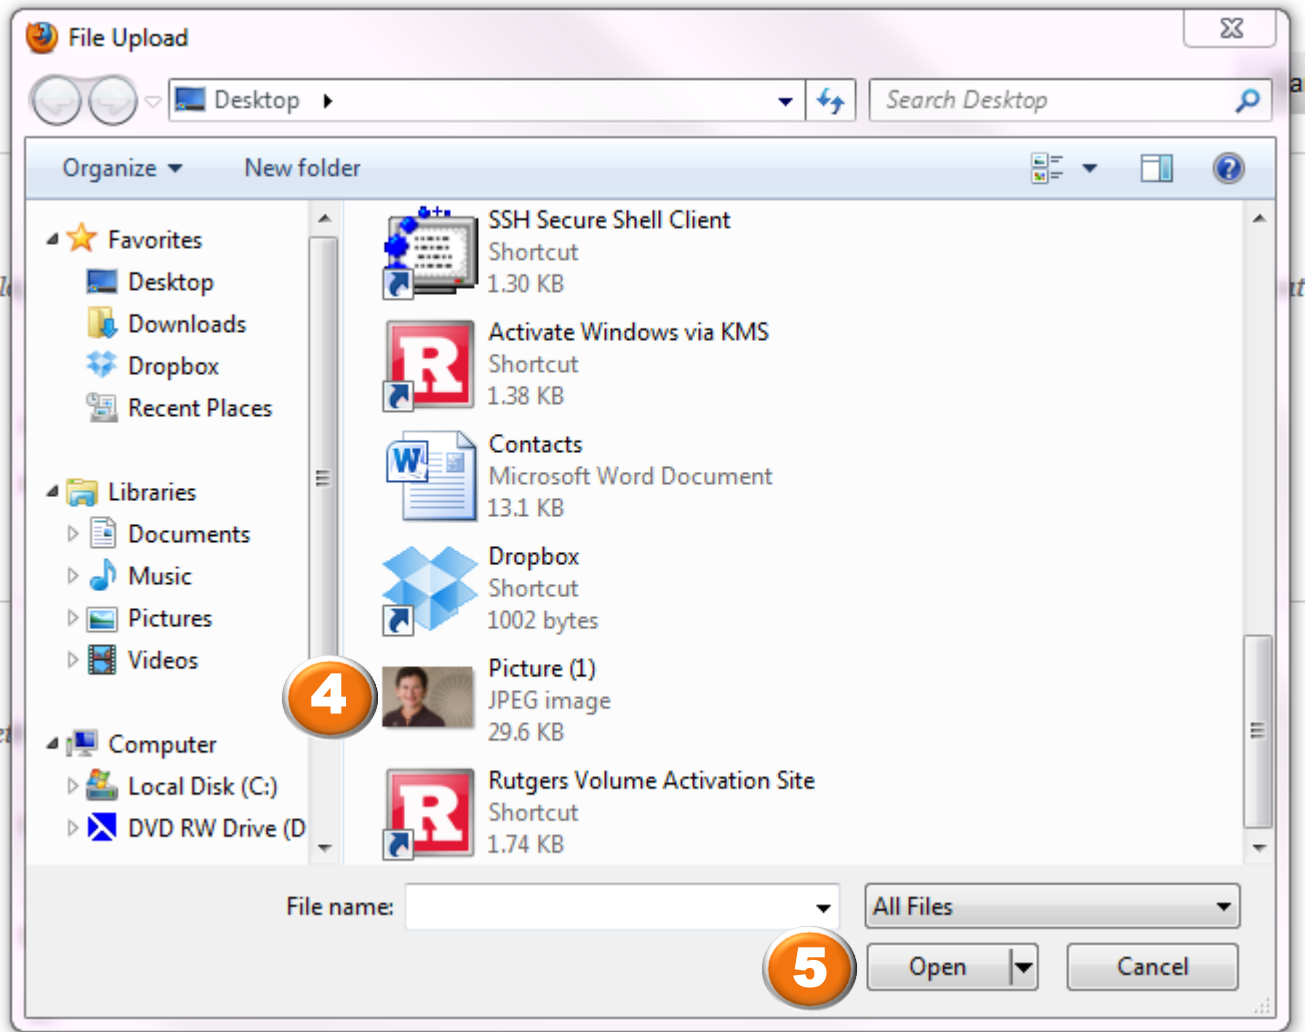 File Upload
Desktop
Search Desktop
Organize
New folder
Favorites
Desktop
Downloads
Dropbox
Recent Places
Libraries
Documents
Music
Pictures
Videos
Computer
Local Disk (C:)
DVD RW Drive (D
SSH Secure Shell Client
Shortcut
1.30 KB
R
Activate Windows via KMS
Shortcut
1.38 KB
W
Contacts
Microsoft Word Document
13.1 KB
Dropbox
Shortcut
1002 bytes
4
Picture (1)
JPEG image
29.6 KB
R
Rutgers Volume Activation Site
Shortcut
1.74 KB
File name:
All Files
5
Open
Cancel